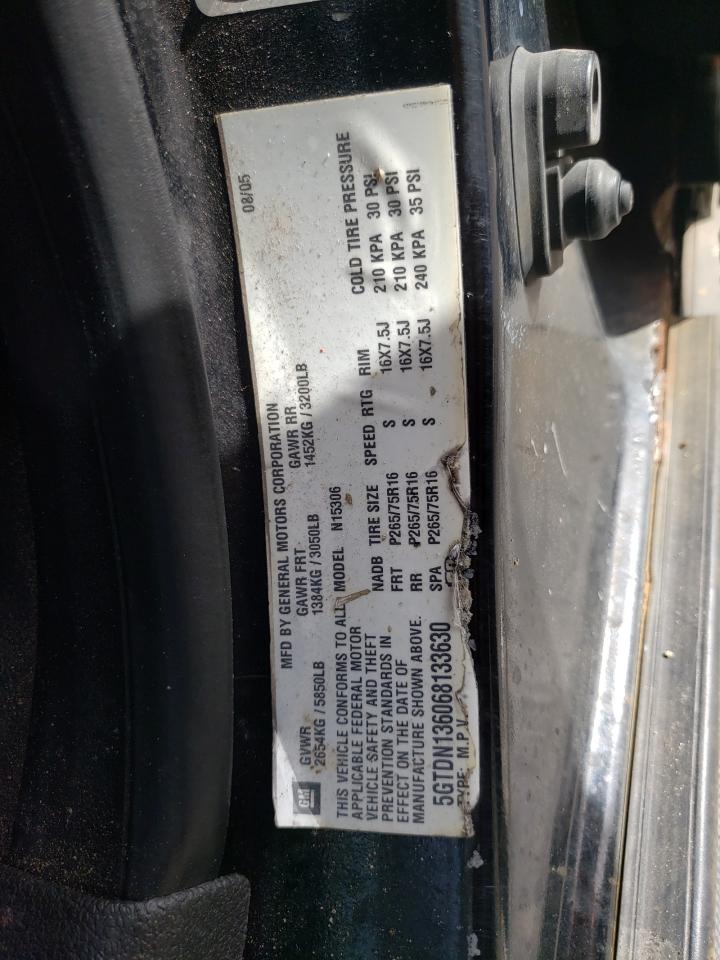 08/05
MFD BY GENERAL MOTORS CORPORATION
GVWR GAWR FRT GAWR RR
2654KG / 5850LB 1384KG / 3050LB 1452KG / 3200LB
GM
THIS VEHICLE CONFORMS TO ALL
APPLICABLE FEDERAL MOTOR
VEHICLE SAFETY AND THEFT
PREVENTION STANDARDS IN
EFFECT ON THE DATE OF
MANUFACTURE SHOWN ABOVE.
MODEL N15306
COLD TIRE PRESSURE
NADB TIRE SIZE SPEED RTG RIM
FRT P265/75R16 S 16X7.5J 210 KPA 30 PSI
RR P265/75R16 S 16X7.5J 210 KPA 30 PSI
SPA P265/75R16 S 16X7.5J 240 KPA 35 PSI
5GTDN136068133630
TYPE: M.P.V.